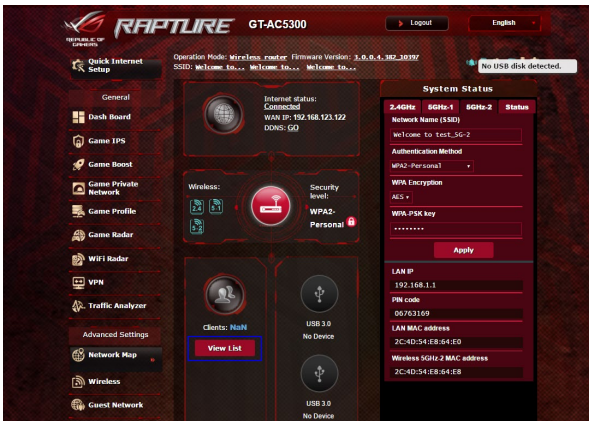 REPUBLIC OF
GAMERS
RAPTURE
GT-AC5300
Logout
English
Quick Internet
Setup
Operation Mode: Wireless router Firmware Version: 3.0.0.4.382_10397
SSID: Welcome to... Welcome to... Welcome to...
No USB disk detected.
General
Dash Board
Game IPS
Game Boost
Game Private
Network
Game Profile
Game Radar
WiFi Radar
VPN
Traffic Analyzer
Advanced Settings
Network Map
Wireless
Guest Network
Internet status:
Connected
WAN IP: 192.168.123.122
DDNS: GO
Wireless:
2.4
5-1
5-2
Security
level:
WPA2-
Personal
Clients: NaN
View List
USB 3.0
No Device
USB 3.0
No Device
System Status
2.4GHz 5GHz-1 5GHz-2 Status
Network Name (SSID)
Welcome to test_5G-2
Authentication Method
WPA2-Personal
WPA Encryption
AES
WPA-PSK key
••••••••
Apply
LAN IP
192.168.1.1
PIN code
06763169
LAN MAC address
2C:4D:54:E8:64:E0
Wireless 5GHz-2 MAC address
2C:4D:54:E8:64:E8